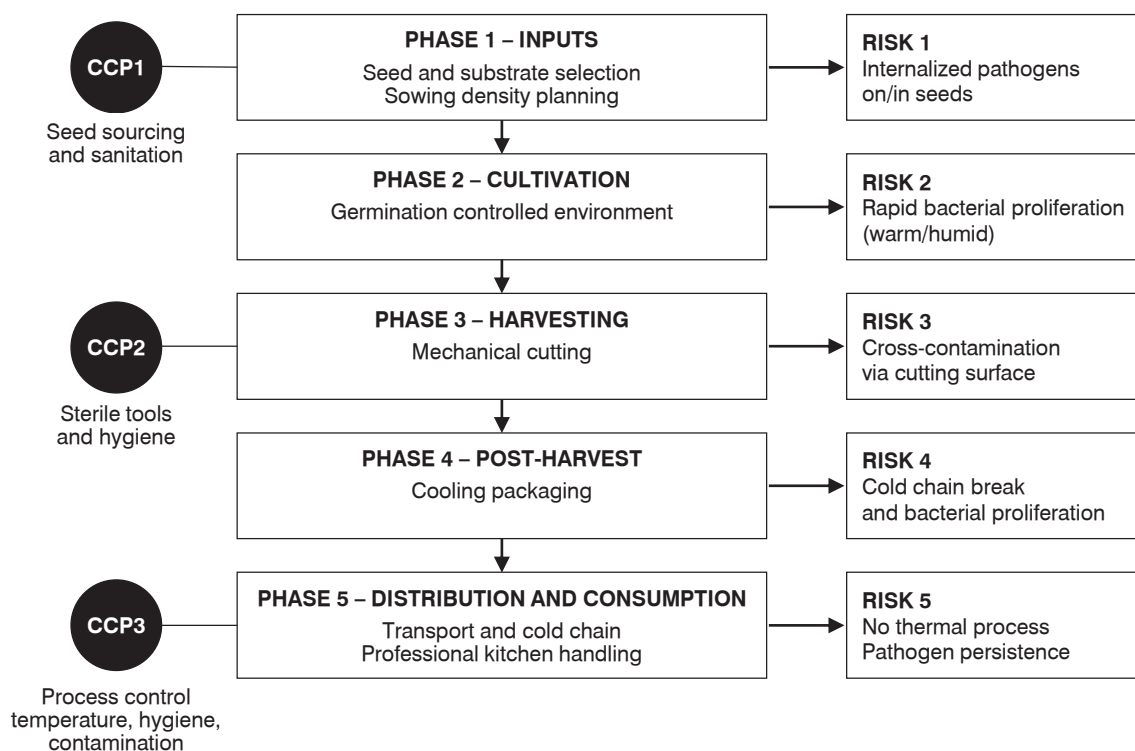 CCP1
Seed sourcing
and sanitation
PHASE 1 – INPUTS
Seed and substrate selection
Sowing density planning
RISK 1
Internalized pathogens
on/in seeds
PHASE 2 – CULTIVATION
Germination controlled environment
RISK 2
Rapid bacterial proliferation
(warm/humid)
CCP2
Sterile tools
and hygiene
PHASE 3 – HARVESTING
Mechanical cutting
RISK 3
Cross-contamination
via cutting surface
PHASE 4 – POST-HARVEST
Cooling packaging
RISK 4
Cold chain break
and bacterial proliferation
CCP3
Process control
temperature, hygiene,
contamination
PHASE 5 – DISTRIBUTION AND CONSUMPTION
Transport and cold chain
Professional kitchen handling
RISK 5
No thermal process
Pathogen persistence